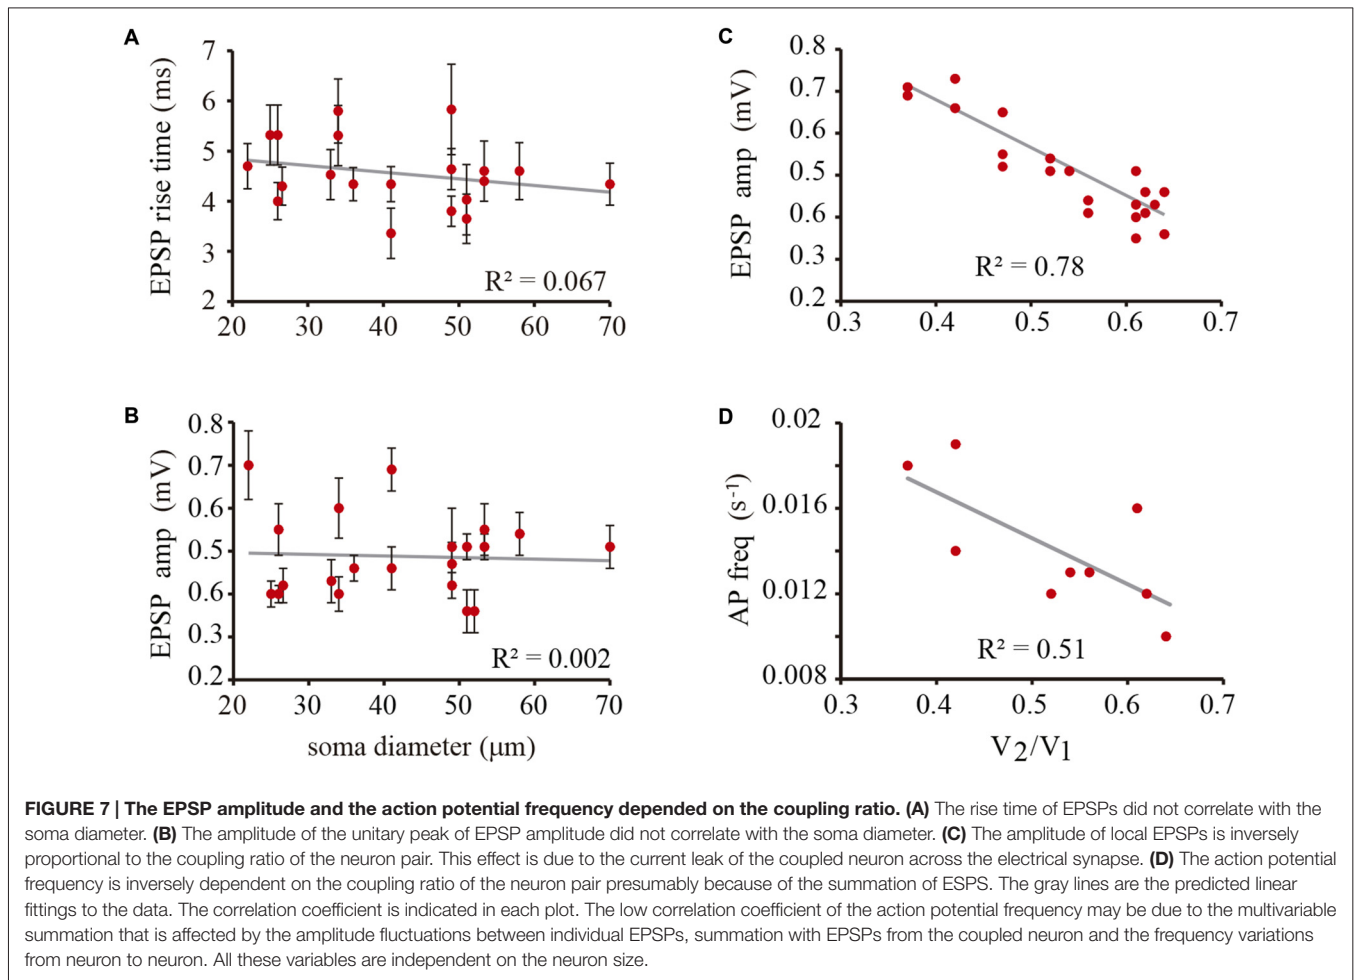 A
7
6
5
4
3
2
EPSP rise time (ms)
R² = 0.067
20 30 40 50 60 70
B
0.8
0.7
0.6
0.5
0.6
0.3
0.2
EPSP amp (mV)
R² = 0.002
20 30 40 50 60 70
soma diameter (μm)
C
0.8
0.7
0.6
0.5
0.6
0.3
0.2
EPSP amp (mV)
R² = 0.78
0.3 0.4 0.5 0.6 0.7
D
0.02
0.016
0.012
0.008
AP freq (s⁻¹)
R² = 0.51
0.3 0.4 0.5 0.6 0.7
V₂/V₁
FIGURE 7 | The EPSP amplitude and the action potential frequency depended on the coupling ratio. (A) The rise time of EPSPs did not correlate with the
soma diameter. (B) The amplitude of the unitary peak of EPSP amplitude did not correlate with the soma diameter. (C) The amplitude of local EPSPs is inversely
proportional to the coupling ratio of the neuron pair. This effect is due to the current leak of the coupled neuron across the electrical synapse. (D) The action potential
frequency is inversely dependent on the coupling ratio of the neuron pair presumably because of the summation of ESPS. The gray lines are the predicted linear
fittings to the data. The correlation coefficient is indicated in each plot. The low correlation coefficient of the action potential frequency may be due to the multivariable
summation that is affected by the amplitude fluctuations between individual EPSPs, summation with EPSPs from the coupled neuron and the frequency variations
from neuron to neuron. All these variables are independent on the neuron size.